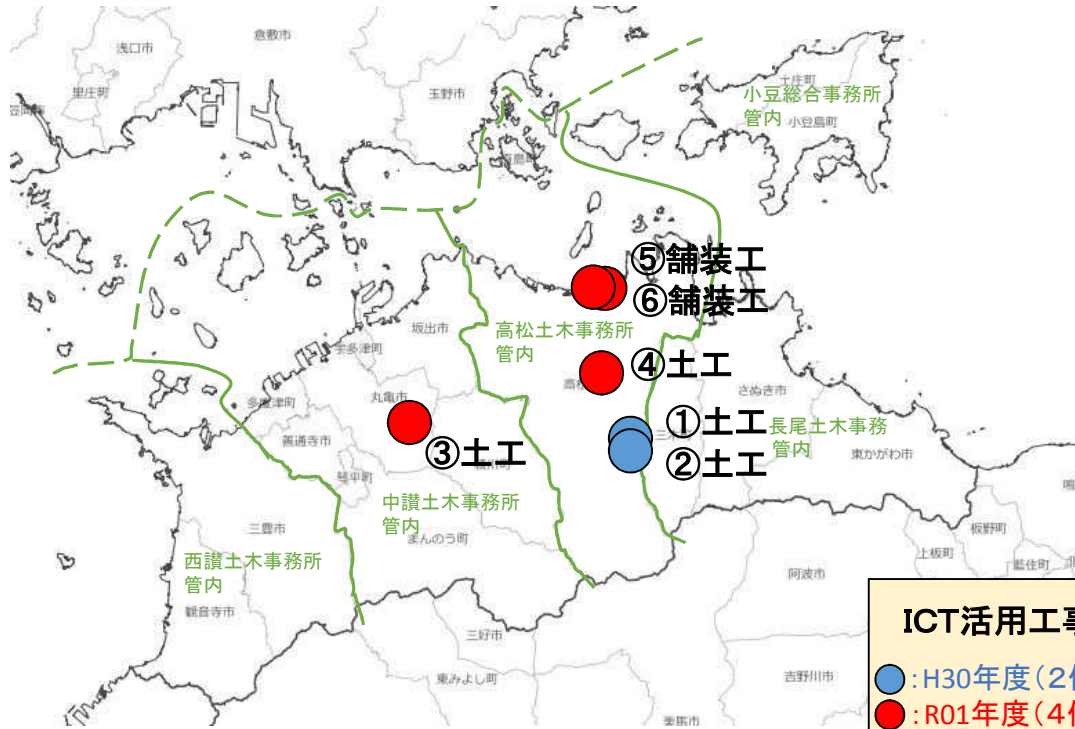 倉敷市
浅口市
里庄町
玉野市
土庄町
小豆総合事務所
管内
小豆島町
⑤舗装工
⑥舗装工
坂出市
高松土木事務所
管内
宇多津町
④土工
丸亀市
さぬき市
多度津町
①土工
長尾土木事務
管内
善通寺市
③土工
②土工
三木町
東かがわ市
琴平町
綾川町
中讃土木事務所
管内
まんのう町
三豊市
西讃土木事務所
管内
観音寺市
板野町
上板町
藍住町
阿波市
三好市
東みよし町
吉野川市
美馬市
ICT活用工事
:H30年度(2件
:R01年度(4件